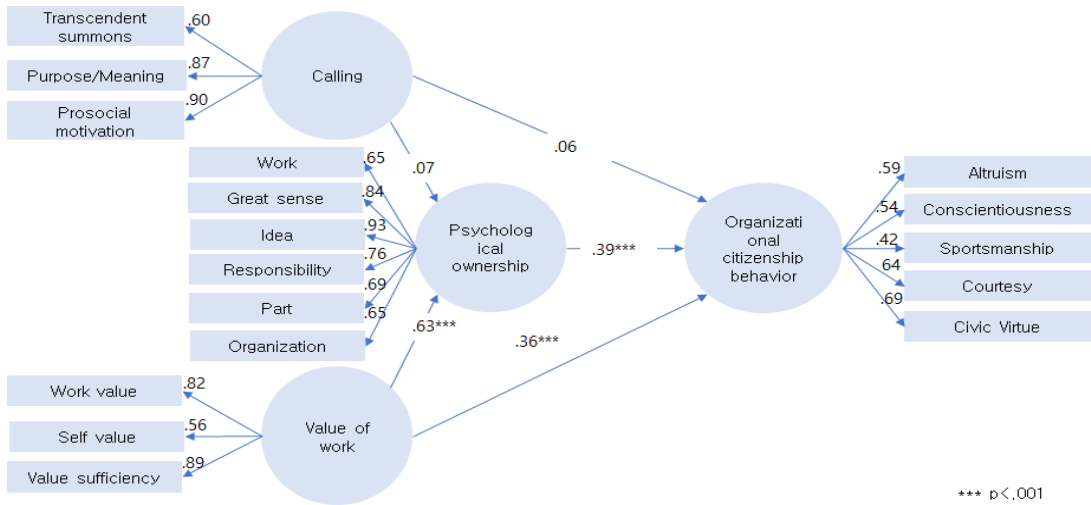 Transcendent
summons
.60
Purpose/Meaning
.87
Prosocial
motivation
.90
Calling
.06
.07
Work
.65
Great sense
.84
Idea
.93
Responsibility
.76
Part
.69
Organization
.65
Psycholog
ical
ownership
.39***
Organizati
onal
citizenship
behavior
.59
Altruism
.54
Conscientiousness
.42
Sportsmanship
.64
Courtesy
.69
Civic Virtue
.63***
.36***
Work value
.82
Self value
.56
Value sufficiency
.89
Value of
work
*** p<.001